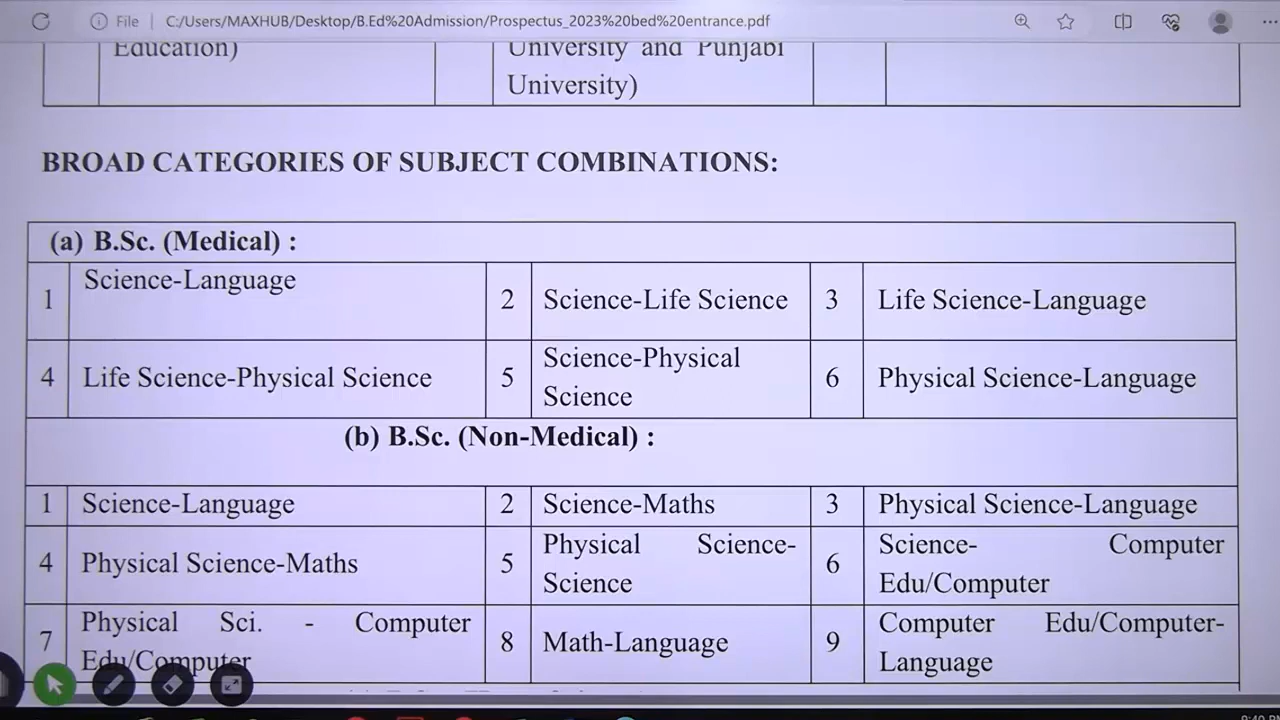 File
C:/Users/MAXHUB/Desktop/B.Ed%20Admission/Prospectus_2023%20bed%20entrance.pdf
Education)
University and Punjabi
University)
BROAD CATEGORIES OF SUBJECT COMBINATIONS:
(a) B.Sc. (Medical) :
1 Science-Language
2 Science-Life Science
3 Life Science-Language
4 Life Science-Physical Science
5 Science-Physical
Science
6 Physical Science-Language
(b) B.Sc. (Non-Medical) :
1 Science-Language
2 Science-Maths
3 Physical Science-Language
4 Physical Science-Maths
5 Physical Science-
Science
6 Science- Computer
Edu/Computer
7 Physical Sci. - Computer
Edu/Computer
8 Math-Language
9 Computer Edu/Computer-
Language